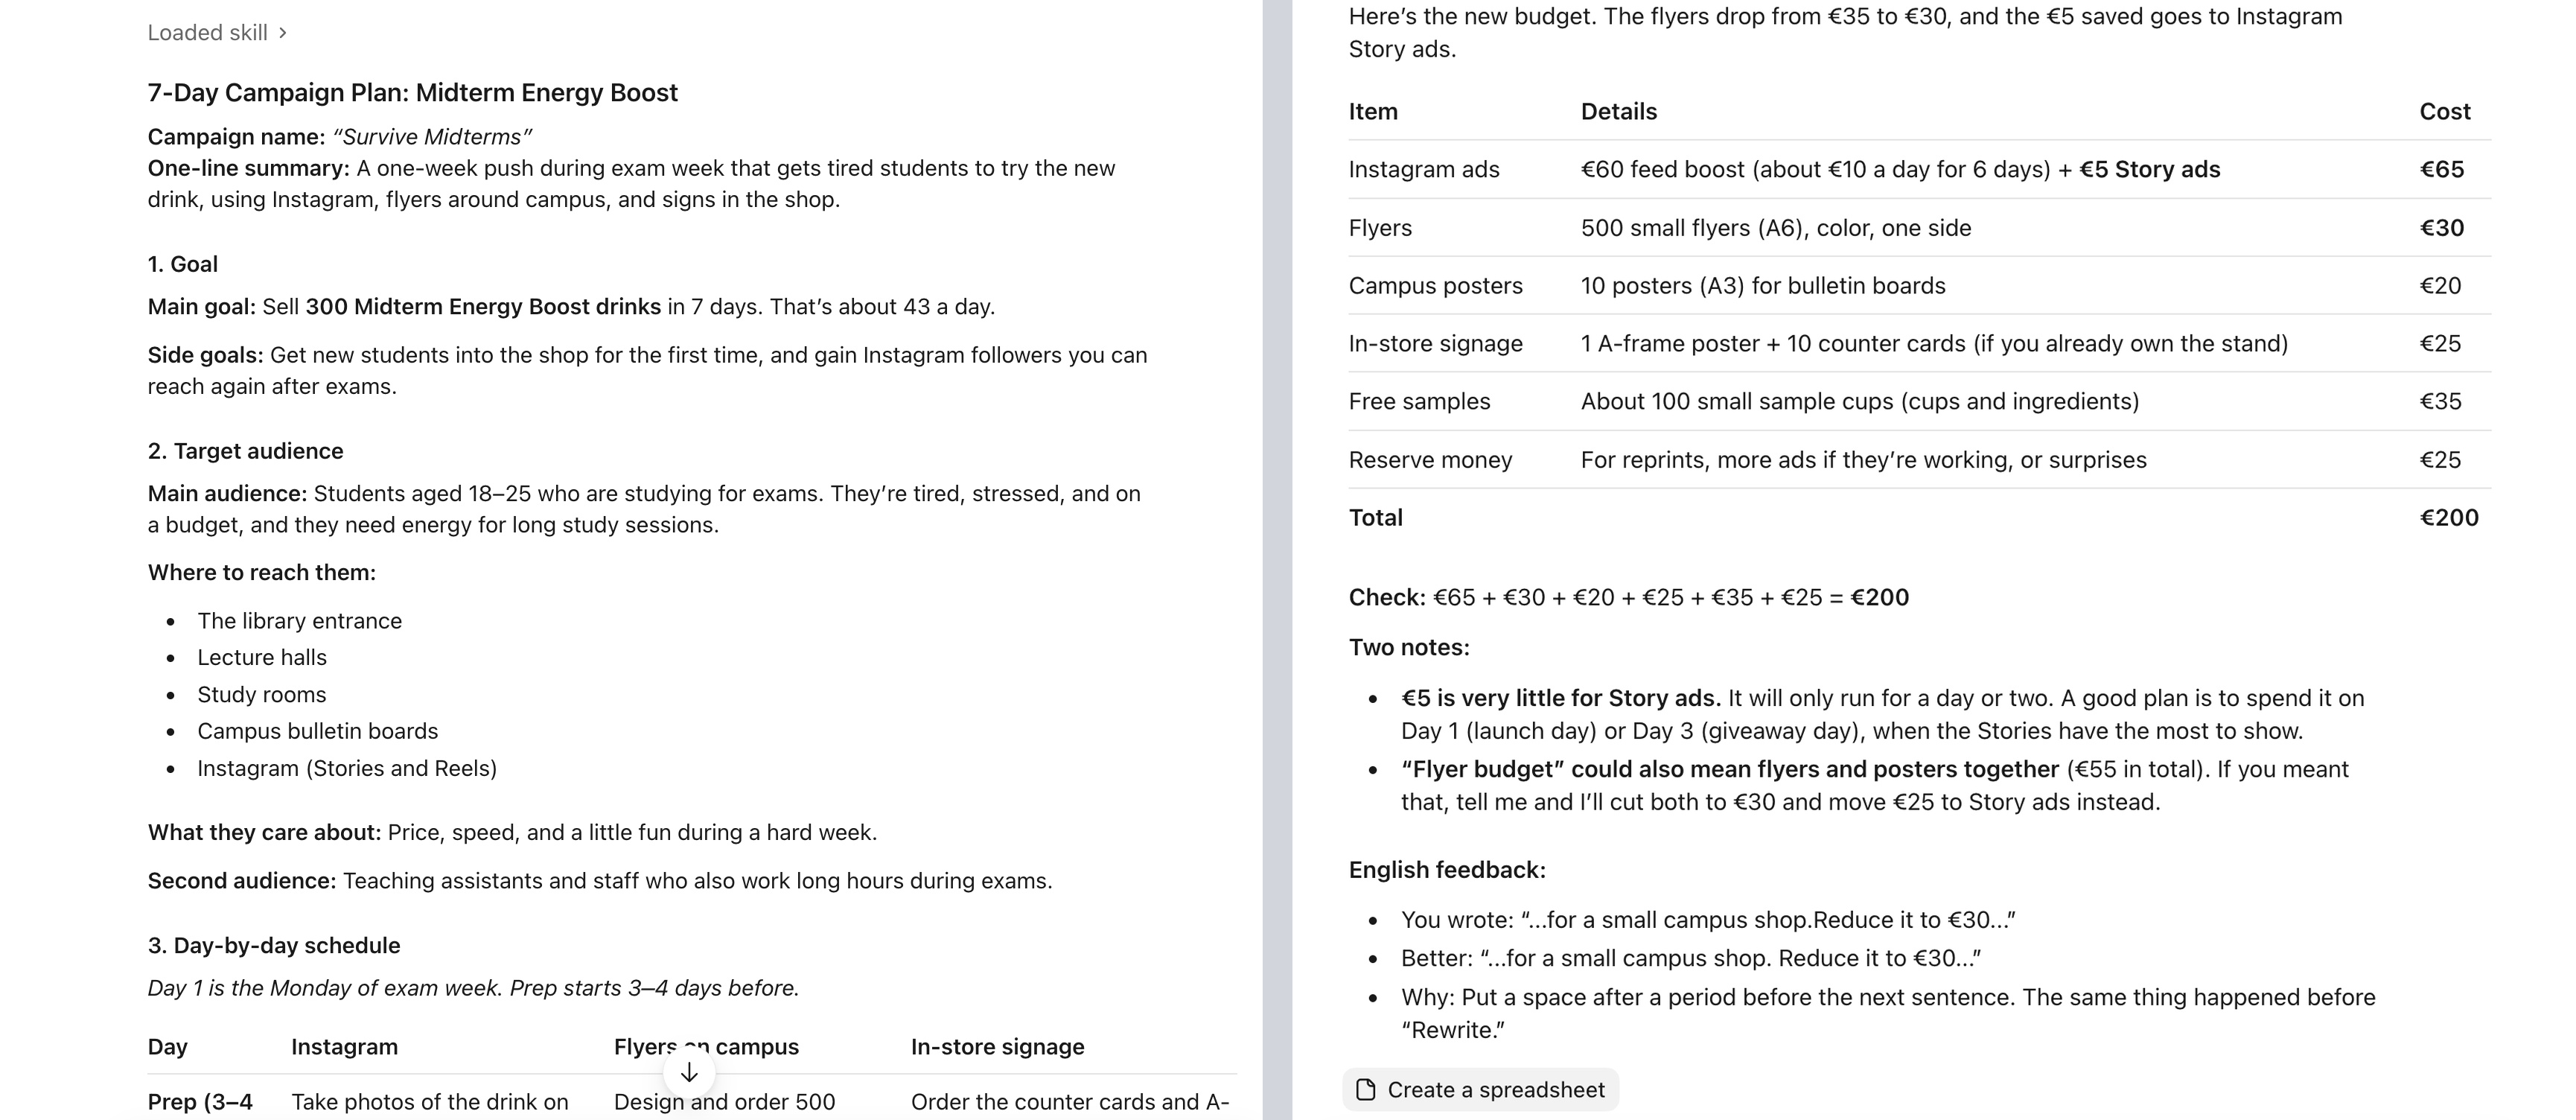 Loaded skill
7-Day Campaign Plan: Midterm Energy Boost
Campaign name: “Survive Midterms”
One-line summary: A one-week push during exam week that gets tired students to try the new
drink, using Instagram, flyers around campus, and signs in the shop.
1. Goal
Main goal: Sell 300 Midterm Energy Boost drinks in 7 days. That’s about 43 a day.
Side goals: Get new students into the shop for the first time, and gain Instagram followers you can
reach again after exams.
2. Target audience
Main audience: Students aged 18–25 who are studying for exams. They’re tired, stressed, and on
a budget, and they need energy for long study sessions.
Where to reach them:
• The library entrance
• Lecture halls
• Study rooms
• Campus bulletin boards
• Instagram (Stories and Reels)
What they care about: Price, speed, and a little fun during a hard week.
Second audience: Teaching assistants and staff who also work long hours during exams.
3. Day-by-day schedule
Day 1 is the Monday of exam week. Prep starts 3–4 days before.
Day Instagram Flyers on campus In-store signage
Prep (3–4 Take photos of the drink on Design and order 500 Order the counter cards and A-
Here’s the new budget. The flyers drop from €35 to €30, and the €5 saved goes to Instagram
Story ads.
Item Details Cost
Instagram ads €60 feed boost (about €10 a day for 6 days) + €5 Story ads €65
Flyers 500 small flyers (A6), color, one side €30
Campus posters 10 posters (A3) for bulletin boards €20
In-store signage 1 A-frame poster + 10 counter cards (if you already own the stand) €25
Free samples About 100 small sample cups (cups and ingredients) €35
Reserve money For reprints, more ads if they’re working, or surprises €25
Total €200
Check: €65 + €30 + €20 + €25 + €35 + €25 = €200
Two notes:
• €5 is very little for Story ads. It will only run for a day or two. A good plan is to spend it on
Day 1 (launch day) or Day 3 (giveaway day), when the Stories have the most to show.
• “Flyer budget” could also mean flyers and posters together (€55 in total). If you meant
that, tell me and I’ll cut both to €30 and move €25 to Story ads instead.
English feedback:
• You wrote: “...for a small campus shop.Reduce it to €30...”
• Better: “...for a small campus shop. Reduce it to €30...”
• Why: Put a space after a period before the next sentence. The same thing happened before
“Rewrite.”
Create a spreadsheet